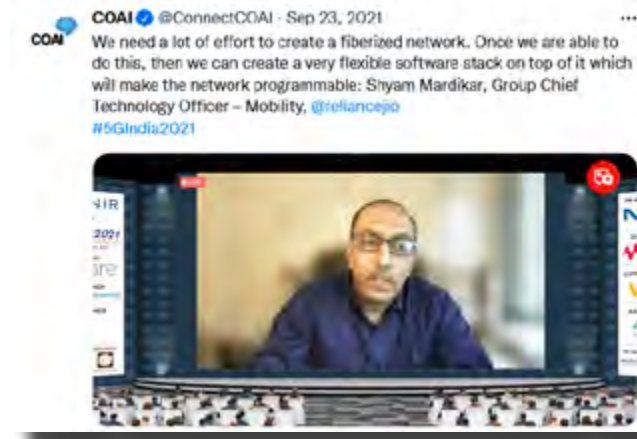 COAI @ConnectCOAI · Sep 23, 2021
COAI
We need a lot of effort to create a fiberized network. Once we are able to
do this, then we can create a very flexible software stack on top of it which
will make the network programmable: Shyam Mardikar, Group Chief
Technology Officer – Mobility, @reliancejio
#5GIndia2021
5G
2021